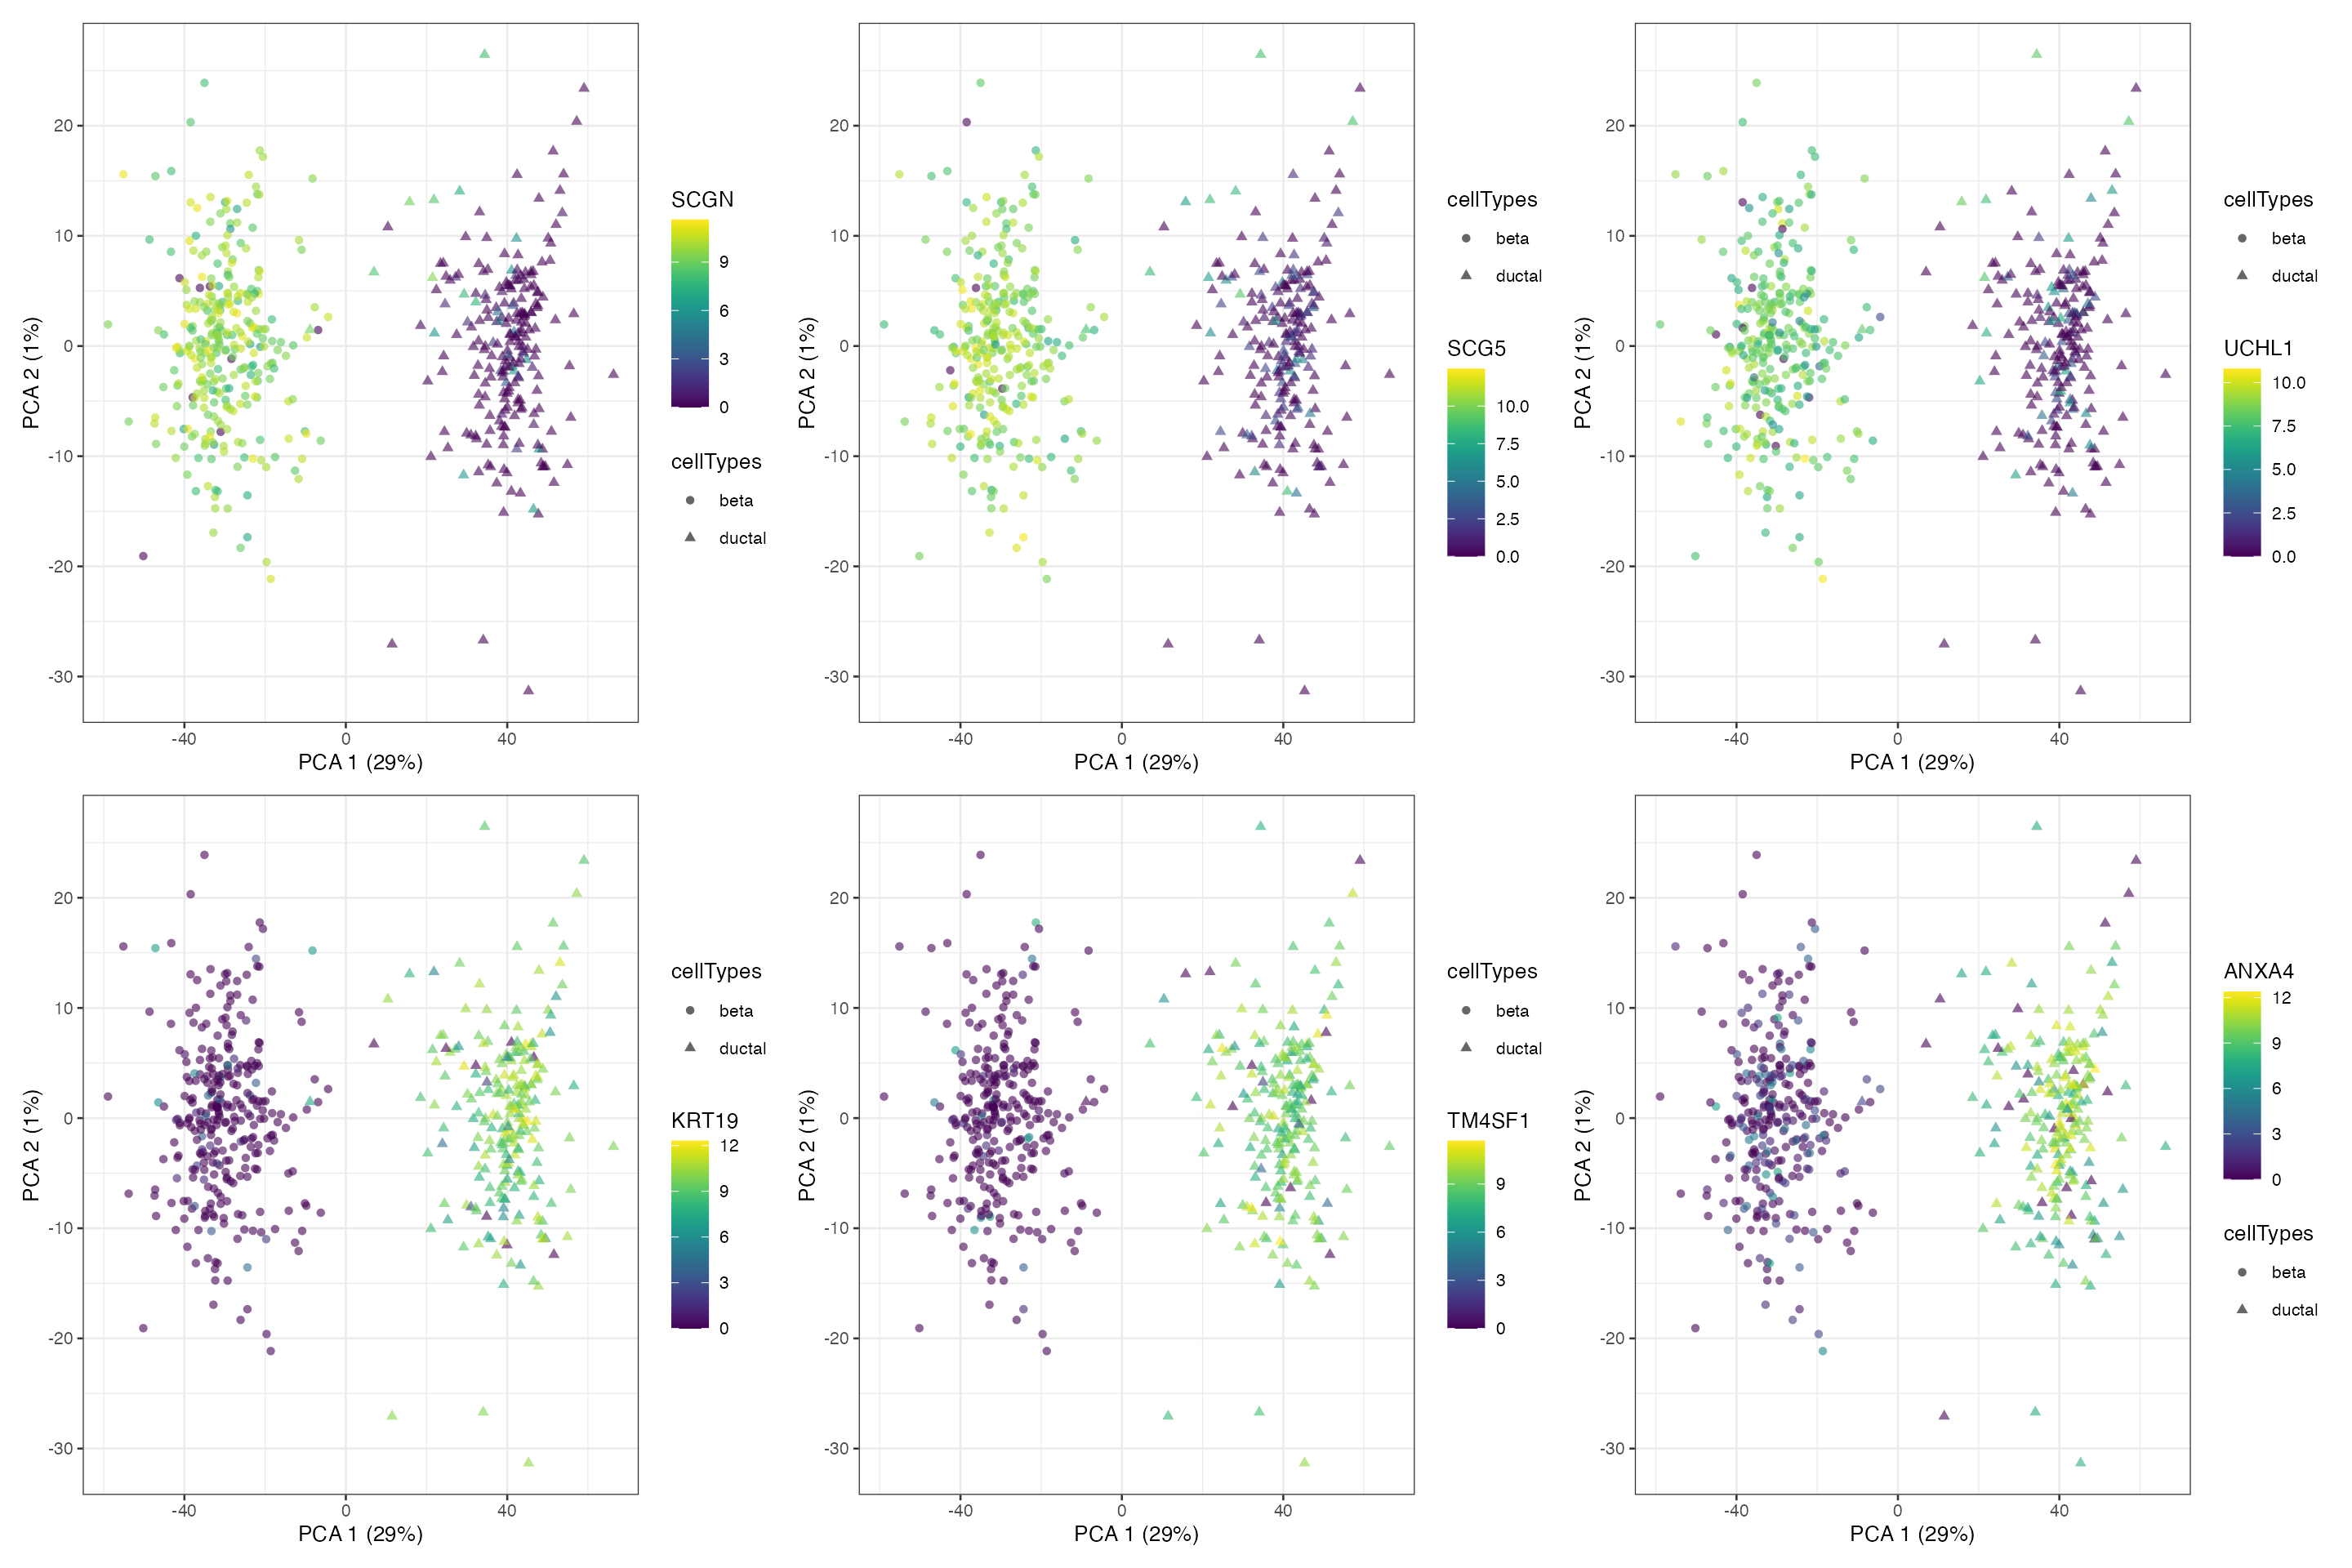 20
10
0
-10
-20
-30
-40
0
40
PCA 1 (29%)
PCA 2 (1%)
SCGN
9
6
3
0
cellTypes
beta
ductal
20
10
0
-10
-20
-30
-40
0
40
PCA 1 (29%)
PCA 2 (1%)
cellTypes
beta
ductal
SCG5
10.0
7.5
5.0
2.5
0.0
20
10
0
-10
-20
-30
-40
0
40
PCA 1 (29%)
PCA 2 (1%)
cellTypes
beta
ductal
UCHL1
10.0
7.5
5.0
2.5
0.0
20
10
0
-10
-20
-30
-40
0
40
PCA 1 (29%)
PCA 2 (1%)
cellTypes
beta
ductal
KRT19
12
9
6
3
0
20
10
0
-10
-20
-30
-40
0
40
PCA 1 (29%)
PCA 2 (1%)
cellTypes
beta
ductal
TM4SF1
9
6
3
0
20
10
0
-10
-20
-30
-40
0
40
PCA 1 (29%)
PCA 2 (1%)
ANXA4
12
9
6
3
0
cellTypes
beta
ductal